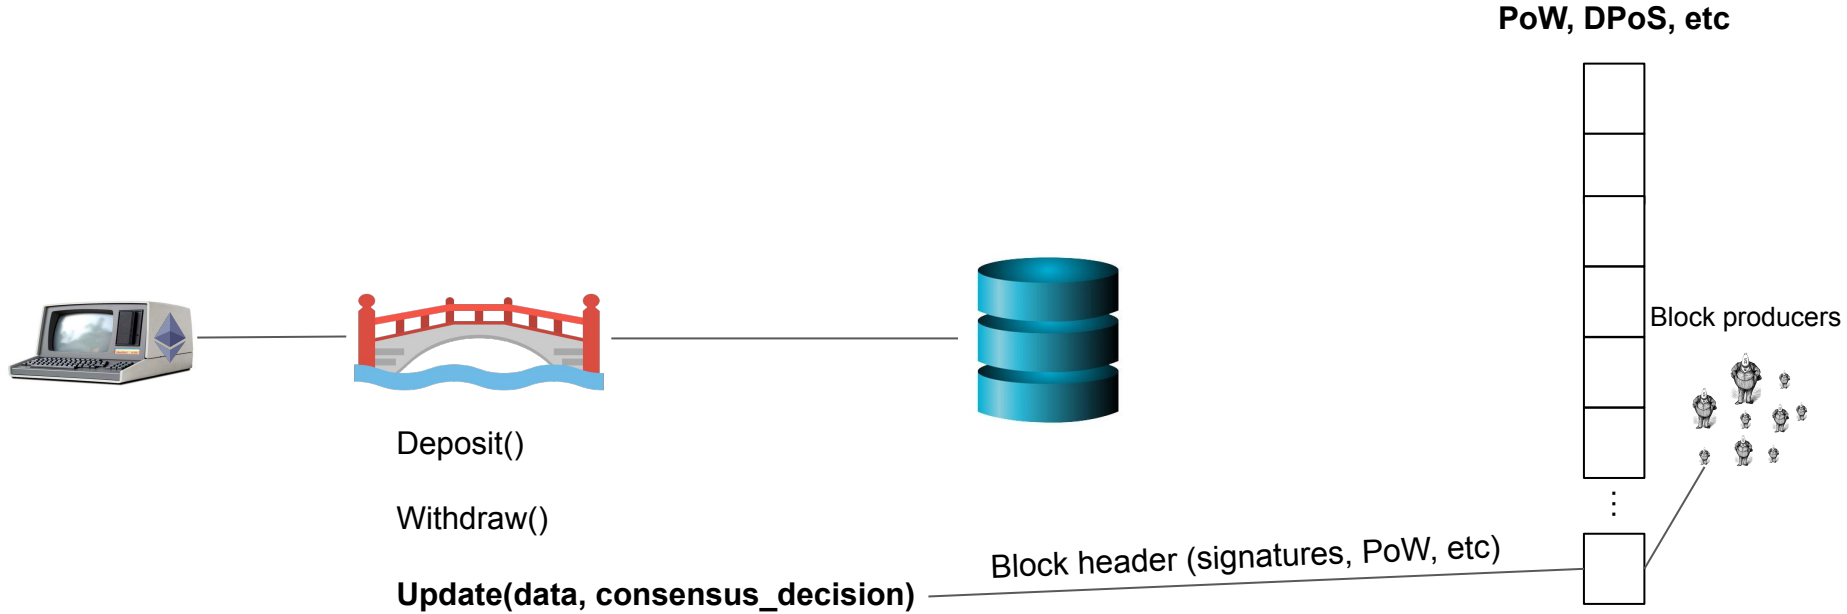 PoW, DPoS, etc
Block producers
Deposit()
Withdraw()
Block header (signatures, PoW, etc)
Update(data, consensus_decision)